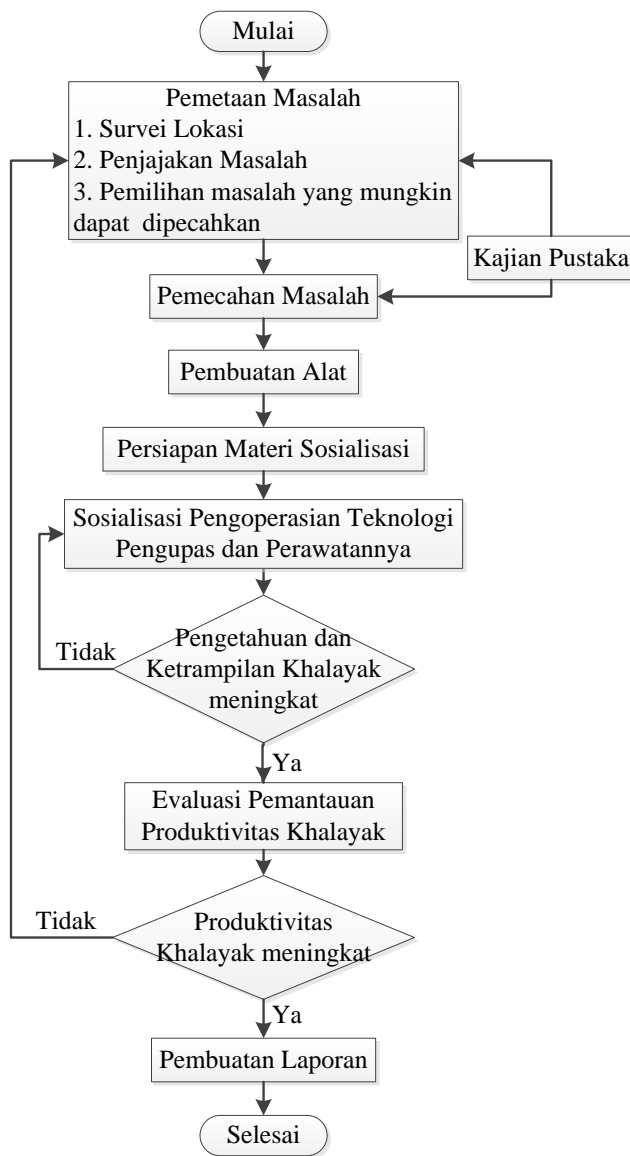 Mulai
Pemetaan Masalah
1. Survei Lokasi
2. Penjajakan Masalah
3. Pemilihan masalah yang mungkin
dapat dipecahkan
Kajian Pustaka
Pemecahan Masalah
Pembuatan Alat
Persiapan Materi Sosialisasi
Sosialisasi Pengoperasian Teknologi
Pengupas dan Perawatannya
Tidak
Pengetahuan dan
Ketrampilan Khalayak
meningkat
Ya
Evaluasi Pemantauan
Produktivitas Khalayak
Tidak
Produktivitas
Khalayak meningkat
Ya
Pembuatan Laporan
Selesai